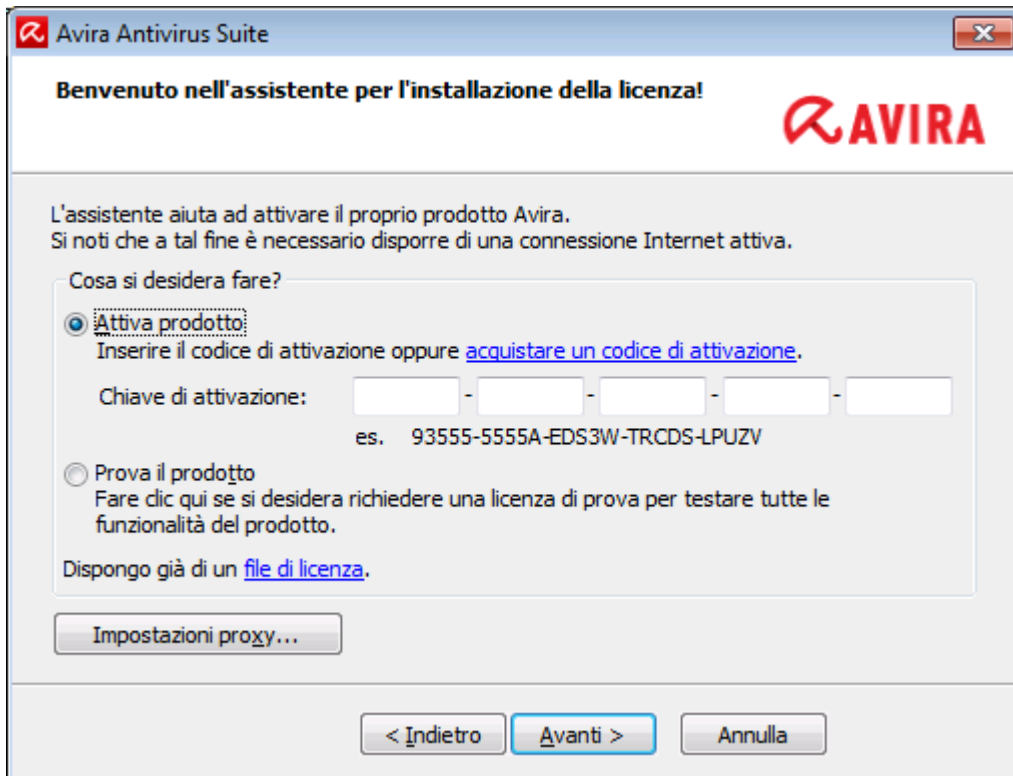 Avira Antivirus Suite
Benvenuto nell'assistente per l'installazione della licenza!
AVIRA
L'assistente aiuta ad attivare il proprio prodotto Avira.
Si noti che a tal fine è necessario disporre di una connessione Internet attiva.
Cosa si desidera fare?
Attiva prodotto
Inserire il codice di attivazione oppure acquistare un codice di attivazione.
Chiave di attivazione: - - - -
es. 93555-5555A-EDS3W-TRCDS-LPUZV
Prova il prodotto
Fare clic qui se si desidera richiedere una licenza di prova per testare tutte le
funzionalità del prodotto.
Dispongo già di un file di licenza.
Impostazioni proxy...
< Indietro Avanti > Annulla